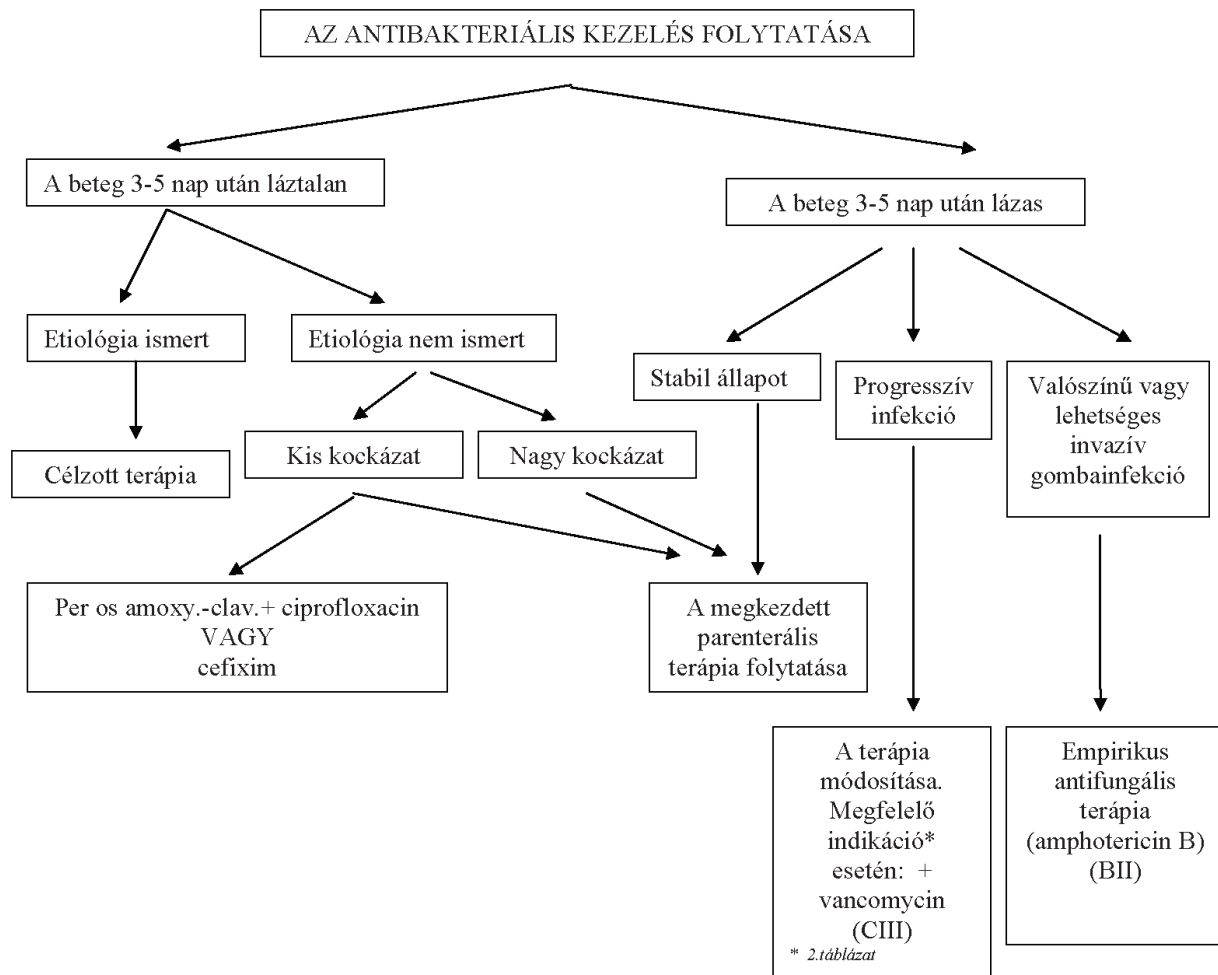 AZ ANTIBAKTERIÁLIS KEZELÉS FOLYTATÁSA
A beteg 3-5 nap után láztalan
A beteg 3-5 nap után lázas
Etiológia ismert
Etiológia nem ismert
Stabil állapot
Progresszív
infekció
Valószínű vagy
lehetséges
invazív
gombainfekció
Célzott terápia
Kis kockázat
Nagy kockázat
Per os amoxy.-clav.+ ciprofloxacin
VAGY
cefixim
A megkezdett
parenterális
terápia folytatása
A terápia
módosítása.
Megfelelő
indikáció*
esetén: +
vancomycin
(CIII)
* 2.táblázat
Empirikus
antifungális
terápia
(amphotericin B)
(BII)